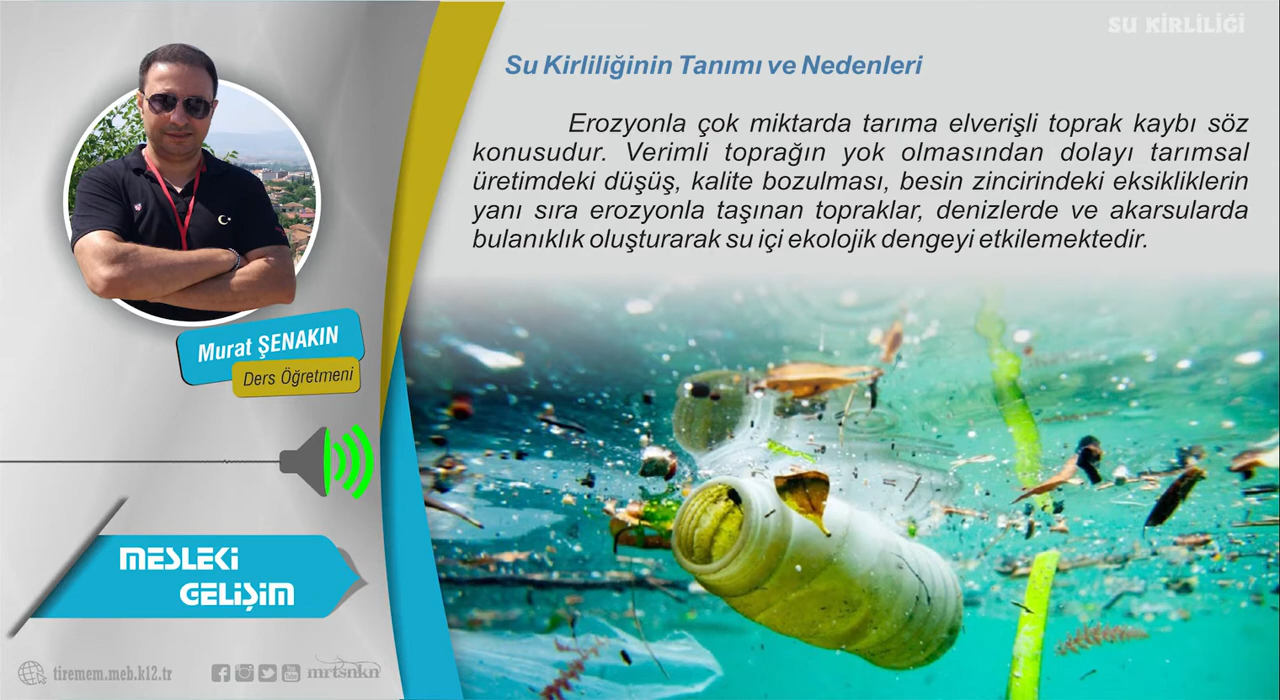 SU KİRLİLİĞİ
Su Kirliliğinin Tanımı ve Nedenleri
Erozyonla çok miktarda tarıma elverişli toprak kaybı söz
konusudur. Verimli toprağın yok olmasından dolayı tarımsal
üretimdeki düşüş, kalite bozulması, besin zincirindeki eksikliklerin
yanı sıra erozyonla taşınan topraklar, denizlerde ve akarsularda
bulanıklık oluşturarak su içi ekolojik dengeyi etkilemektedir.
Murat ŞENAKIN
Ders Öğretmeni
MESLEKİ
GELİŞİM
tiremem.meb.k12.tr
mrtsnkn